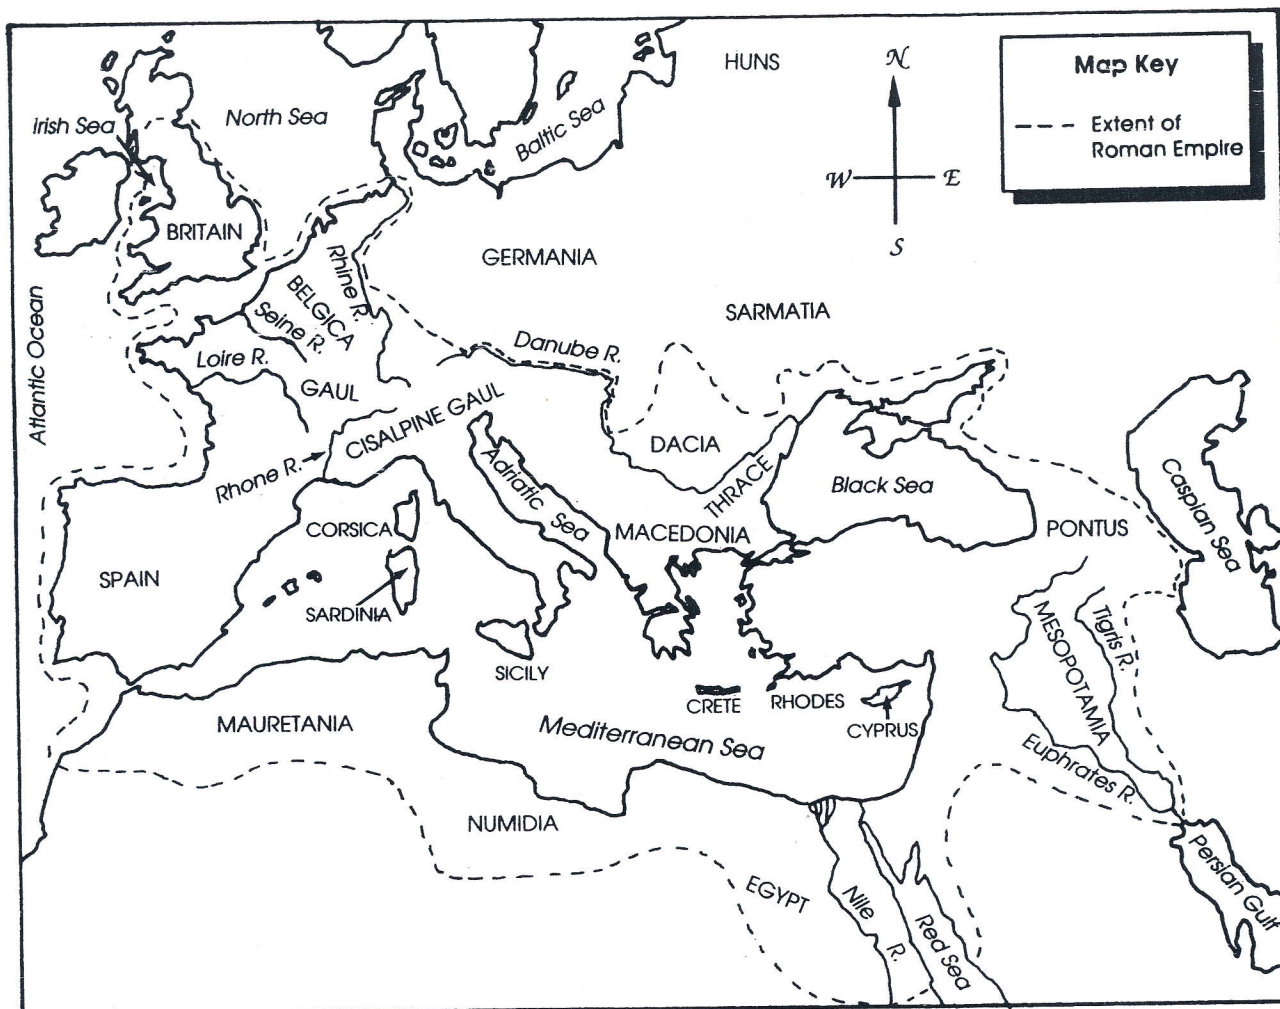 HUNS
N
Map Key
Irish Sea
North Sea
Baltic Sea
Extent of
Roman Empire
W
E
S
BRITAIN
GERMANIA
Rhine R.
BELGICA
Seine R.
SARMATIA
Atlantic Ocean
Loire R.
Danube R.
GAUL
CISALPINE GAUL
DACIA
Rhone R.
Adriatic Sea
THRACE
Black Sea
Caspian Sea
CORSICA
MACEDONIA
PONTUS
SPAIN
SARDINIA
MESOPOTAMIA
Tigris R.
SICILY
CRETE
RHODES
CYPRUS
MAURETANIA
Mediterranean Sea
Euphrates R.
NUMIDIA
EGYPT
Nile
R.
Red Sea
Persian Gulf